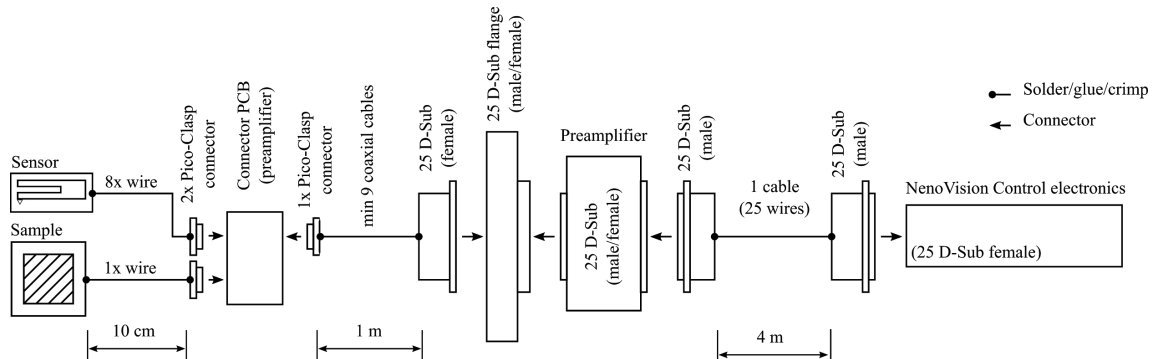 Sensor
8x wire
Sample
1x wire
10 cm
2x Pico-Clasp
connector
Connector PCB
(preamplifier)
1x Pico-Clasp
connector
min 9 coaxial cables
1 m
25 D-Sub
(female)
25 D-Sub flange
(male/female)
Preamplifier
25 D-Sub
(male/female)
25 D-Sub
(male)
1 cable
(25 wires)
4 m
25 D-Sub
(male)
Solder/glue/crimp
Connector
NenoVision Control electronics
(25 D-Sub female)